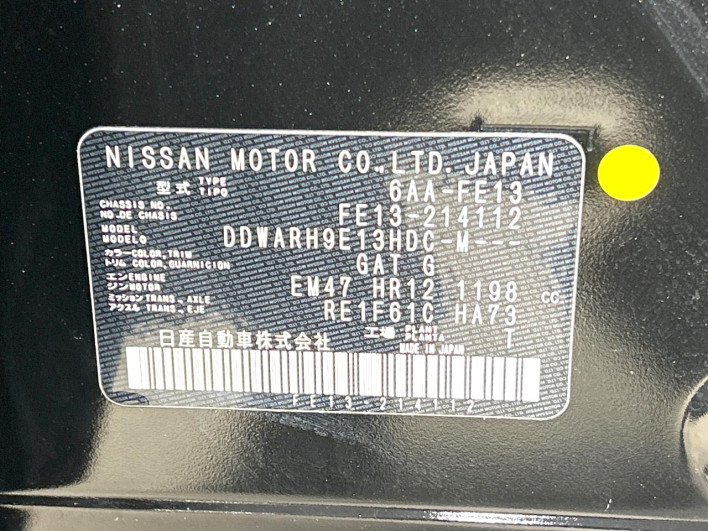 NISSAN MOTOR CO.,LTD. JAPAN
型式 TYPE TIPO 6AA-FE13
CHASSIS NO. NO.DE CHASIS FE13-214112
MODEL MODELO DDWARH9E13HDC-M---
カラー COLOR,TRIM トリム COLOR,GUARNICION GAT G
エンジン ENGINE MOTOR EM47 HR12 1198 CC
ミッション TRANS.,AXLE アクスル TRANS.,EJE RE1F61C HA73
日産自動車株式会社 工場 PLANT PLANTA T
MADE IN JAPAN
FE13 214112